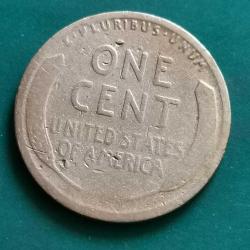 E·PLURIBUS·UNUM
ONE
CENT
UNITED STATES
OF AMERICA